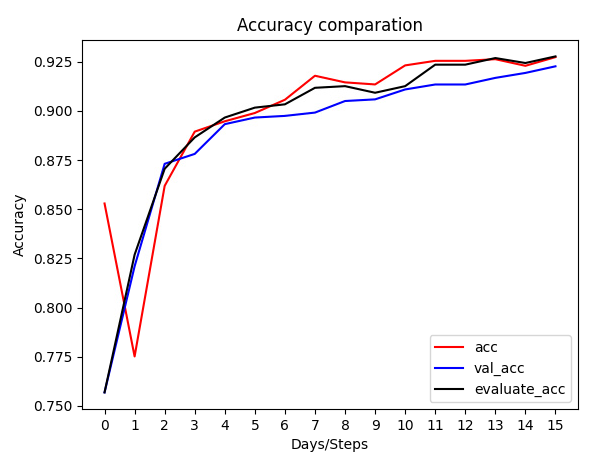 Accuracy comparation
Accuracy
0.925
0.900
0.875
0.850
0.825
0.800
0.775
0.750
acc
val_acc
evaluate_acc
0 1 2 3 4 5 6 7 8 9 10 11 12 13 14 15
Days/Steps